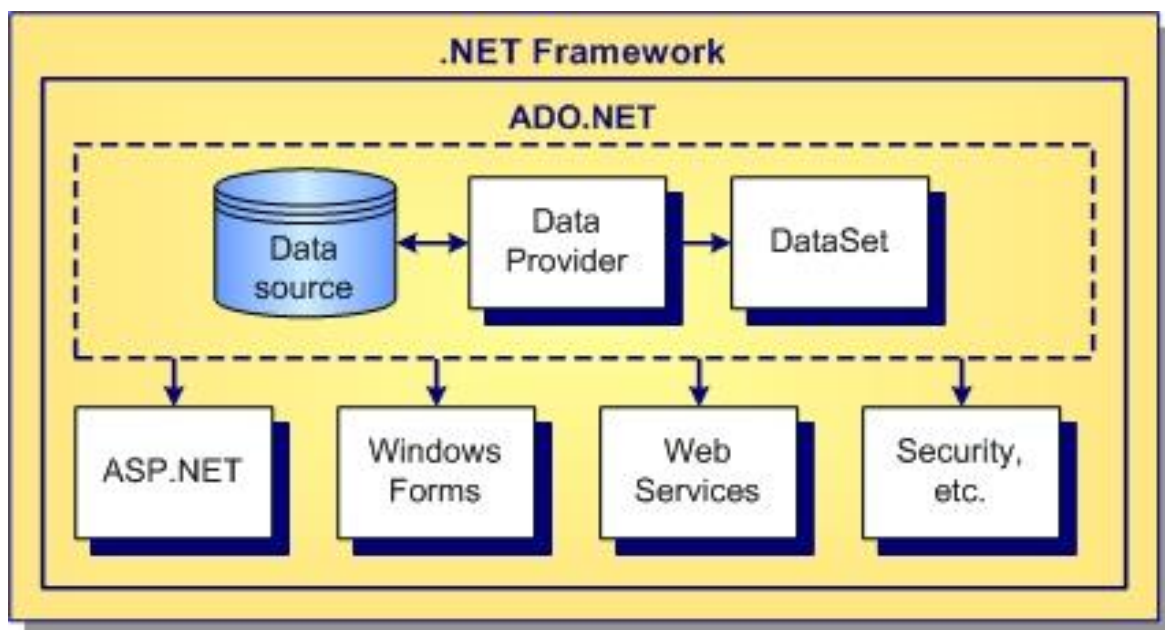 .NET Framework
ADO.NET
Data
source
Data
Provider
DataSet
ASP.NET
Windows
Forms
Web
Services
Security,
etc.